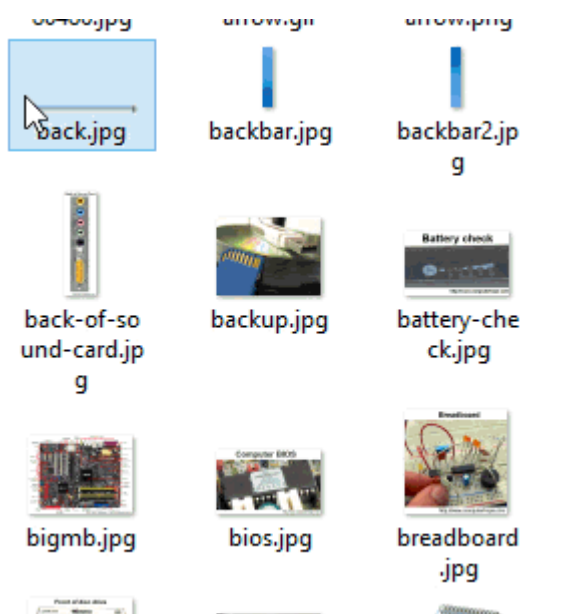 back.jpg
backbar.jpg
backbar2.jp
g
back-of-so
und-card.jp
g
backup.jpg
Battery check
battery-che
ck.jpg
bigmb.jpg
Computer BIOS
bios.jpg
Breadboard
breadboard
.jpg